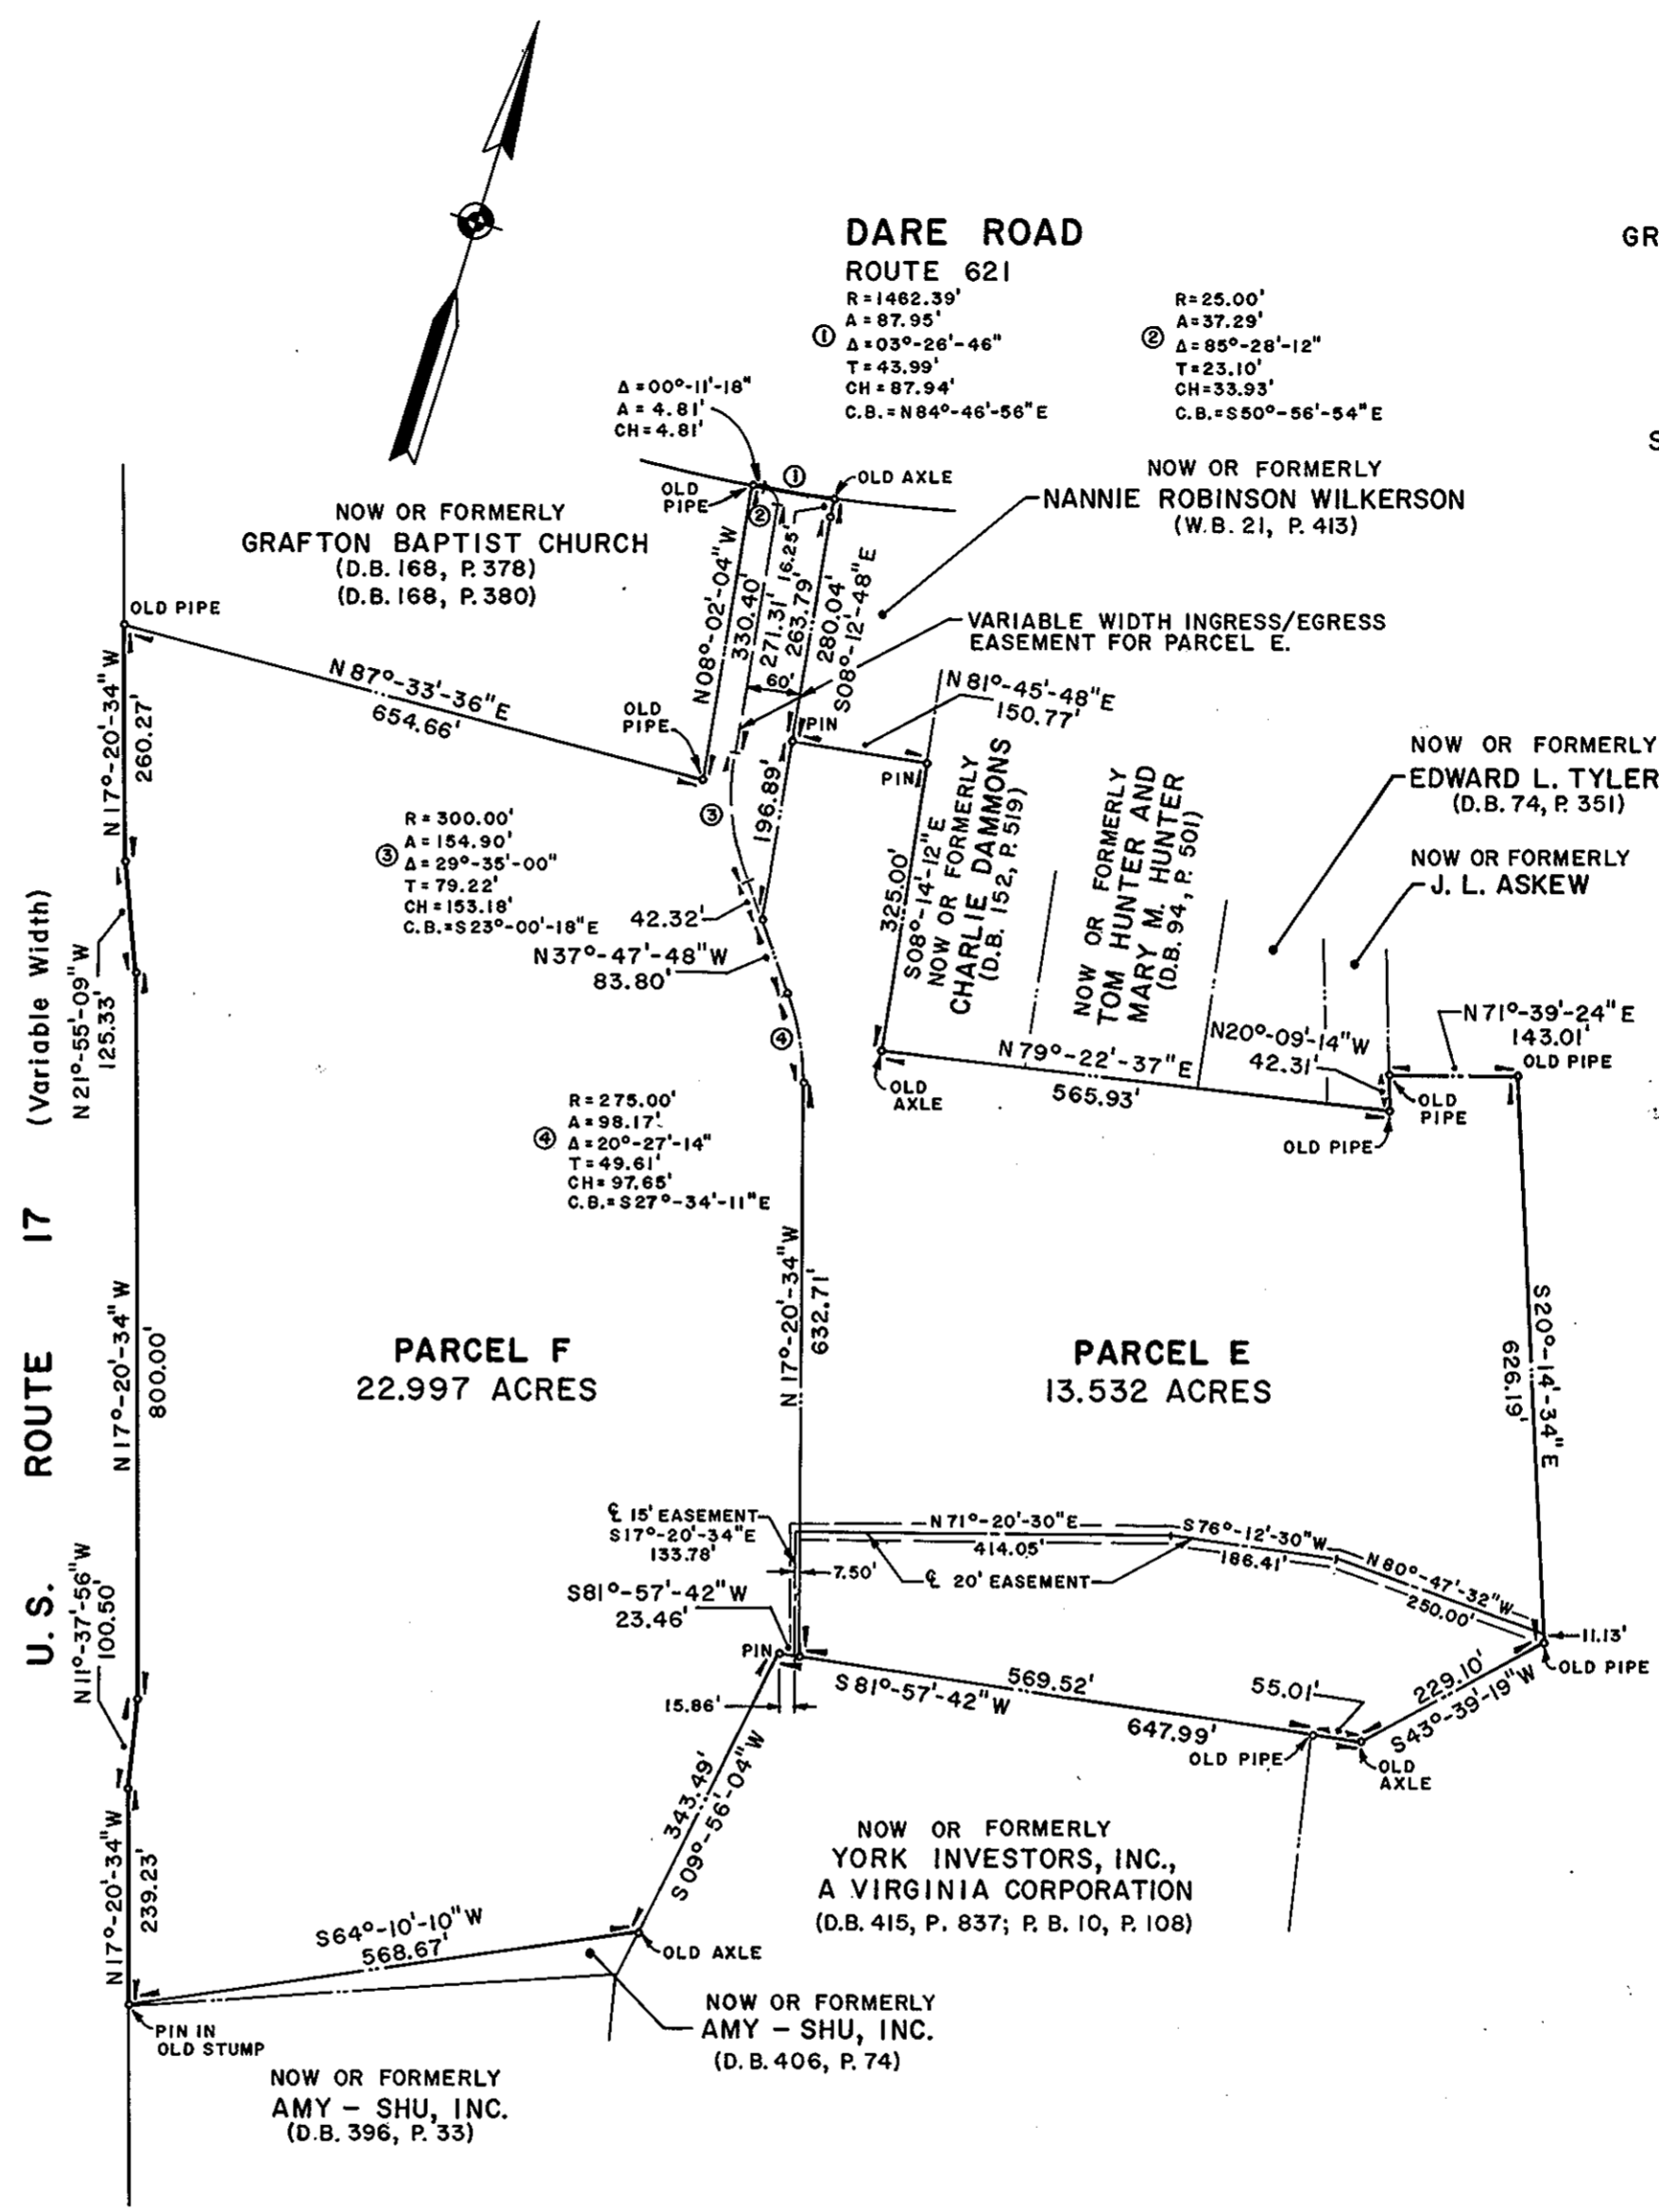 DARE ROAD
ROUTE 621
GR
S
① R=1462.39'
A=87.95'
Δ=03°-26'-46"
T=43.99'
CH=87.94'
C.B.=N84°-46'-56"E
② R=25.00'
A=37.29'
Δ=85°-28'-12"
T=23.10'
CH=33.93'
C.B.=S50°-56'-54"E
Δ=00°-11'-18"
A=4.81'
CH=4.81'
OLD
PIPE
①
②
OLD AXLE
NOW OR FORMERLY
NANNIE ROBINSON WILKERSON
(W.B. 21, P. 413)
NOW OR FORMERLY
GRAFTON BAPTIST CHURCH
(D.B. 168, P. 378)
(D.B. 168, P. 380)
OLD PIPE
N08°-02'-04"W
330.40'
271.31'
16.25'
263.79'
280.04'
S08°-12'-48"E
60'
VARIABLE WIDTH INGRESS/EGRESS
EASEMENT FOR PARCEL E.
N17°-20'-34"W
260.27'
N87°-33'-36"E
654.66'
OLD
PIPE
PIN
N81°-45'-48"E
150.77'
PIN
196.89'
③
③ R=300.00'
A=154.90'
Δ=29°-35'-00"
T=79.22'
CH=153.18'
C.B.=S23°-00'-18"E
42.32'
N37°-47'-48"W
83.80'
④
325.00'
S08°-14'-12"E
NOW OR FORMERLY
CHARLIE DAMMONS
(D.B. 152, P. 519)
NOW OR FORMERLY
TOM HUNTER AND
MARY M. HUNTER
(D.B. 94, P. 501)
NOW OR FORMERLY
EDWARD L. TYLER
(D.B. 74, P. 351)
NOW OR FORMERLY
J. L. ASKEW
N71°-39'-24"E
143.01'
OLD PIPE
N20°-09'-14"W
42.31'
OLD
PIPE
OLD PIPE
N79°-22'-37"E
565.93'
OLD
AXLE
U.S. ROUTE 17 (Variable Width)
N21°-55'-09"W
125.33'
④ R=275.00'
A=98.17'
Δ=20°-27'-14"
T=49.61'
CH=97.65'
C.B.=S27°-34'-11"E
N17°-20'-34"W
800.00'
N17°-20'-34"W
632.71'
PARCEL F
22.997 ACRES
PARCEL E
13.532 ACRES
S20°-14'-34"E
626.19'
℄ 15' EASEMENT
S17°-20'-34"E
133.78'
7.50'
N71°-20'-30"E
414.05'
℄ 20' EASEMENT
S76°-12'-30"W
186.41'
N80°-47'-32"W
250.00'
11.13'
OLD PIPE
S81°-57'-42"W
23.46'
PIN
15.86'
569.52'
S81°-57'-42"W
647.99'
55.01'
229.10'
S43°-39'-19"W
OLD PIPE
OLD
AXLE
N11°-37'-56"W
100.50'
N17°-20'-34"W
239.23'
343.49'
S09°-56'-04"W
S64°-10'-10"W
568.67'
OLD AXLE
PIN IN
OLD STUMP
NOW OR FORMERLY
YORK INVESTORS, INC.,
A VIRGINIA CORPORATION
(D.B. 415, P. 837; P. B. 10, P. 108)
NOW OR FORMERLY
AMY - SHU, INC.
(D.B. 406, P. 74)
NOW OR FORMERLY
AMY - SHU, INC.
(D.B. 396, P. 33)